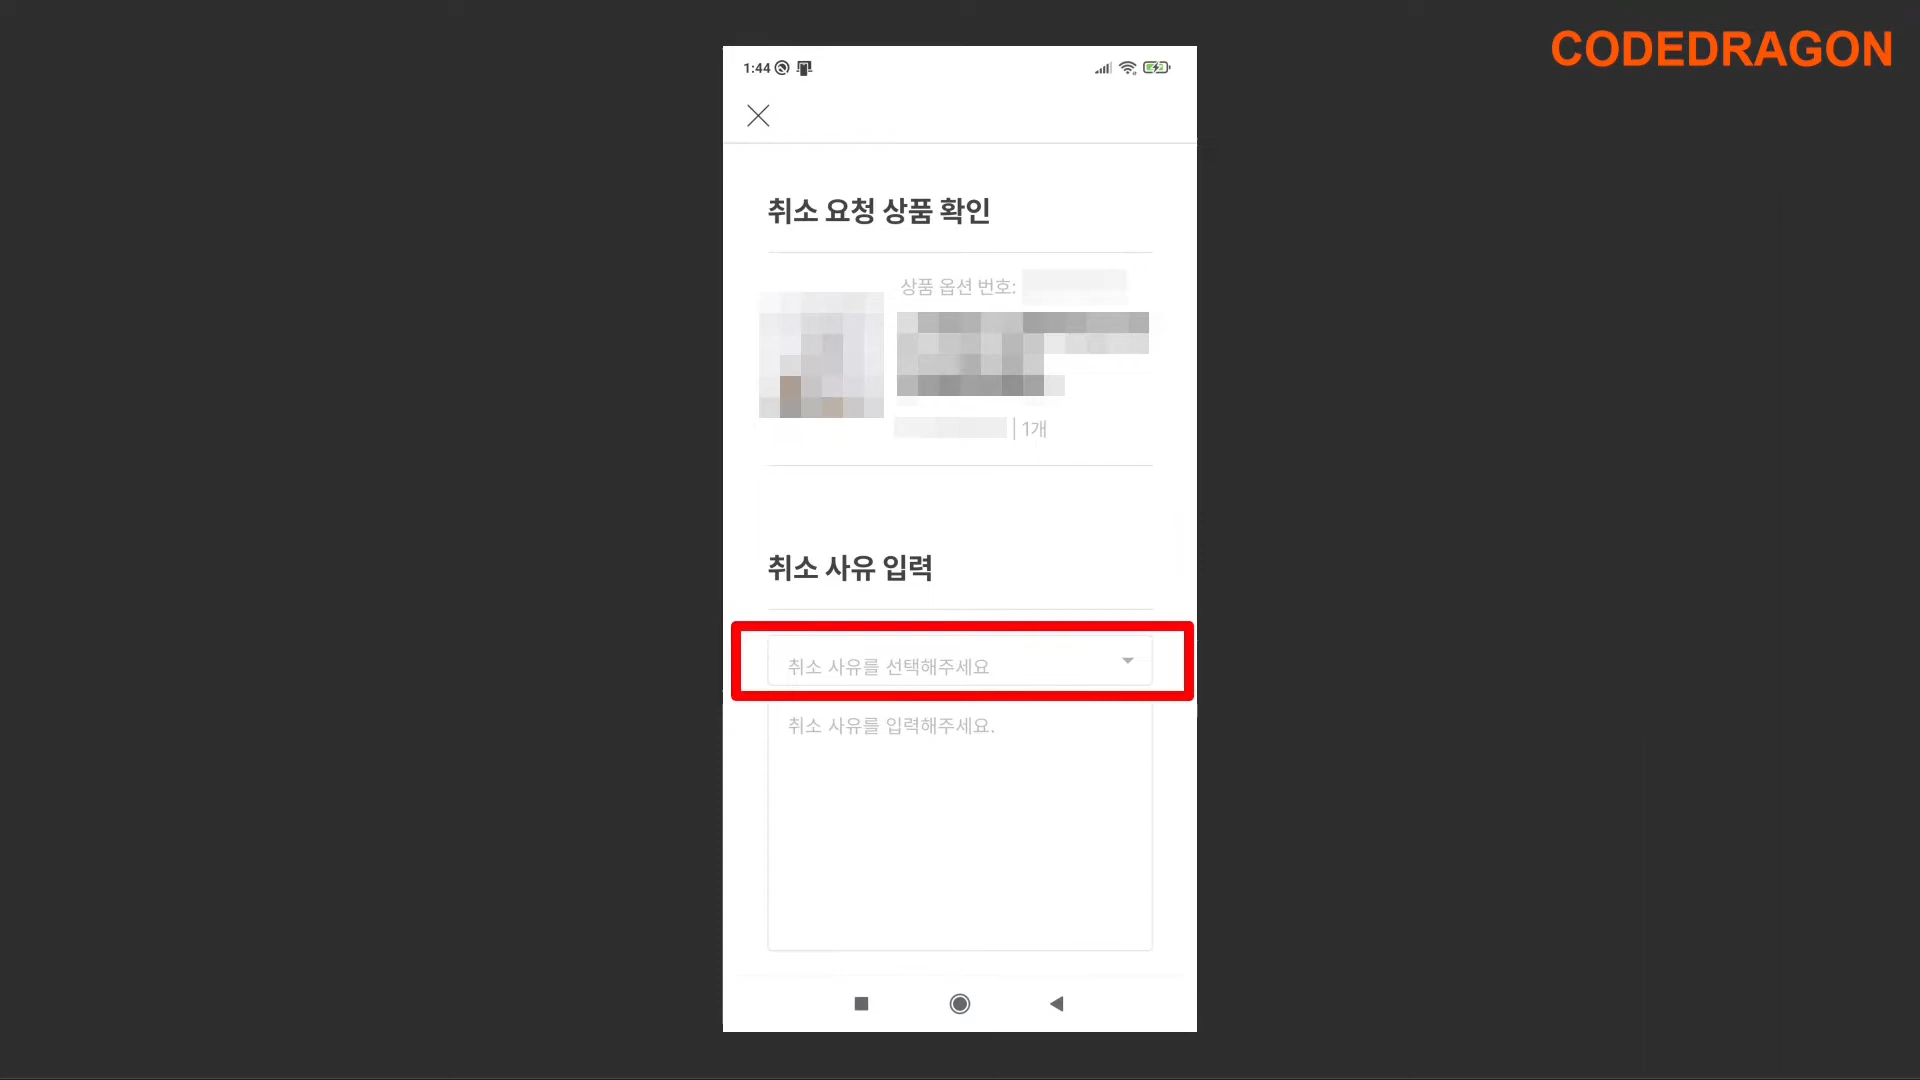 CODEDRAGON
1:44
취소 요청 상품 확인
상품 옵션 번호:
| 1개
취소 사유 입력
취소 사유를 선택해주세요
취소 사유를 입력해주세요.